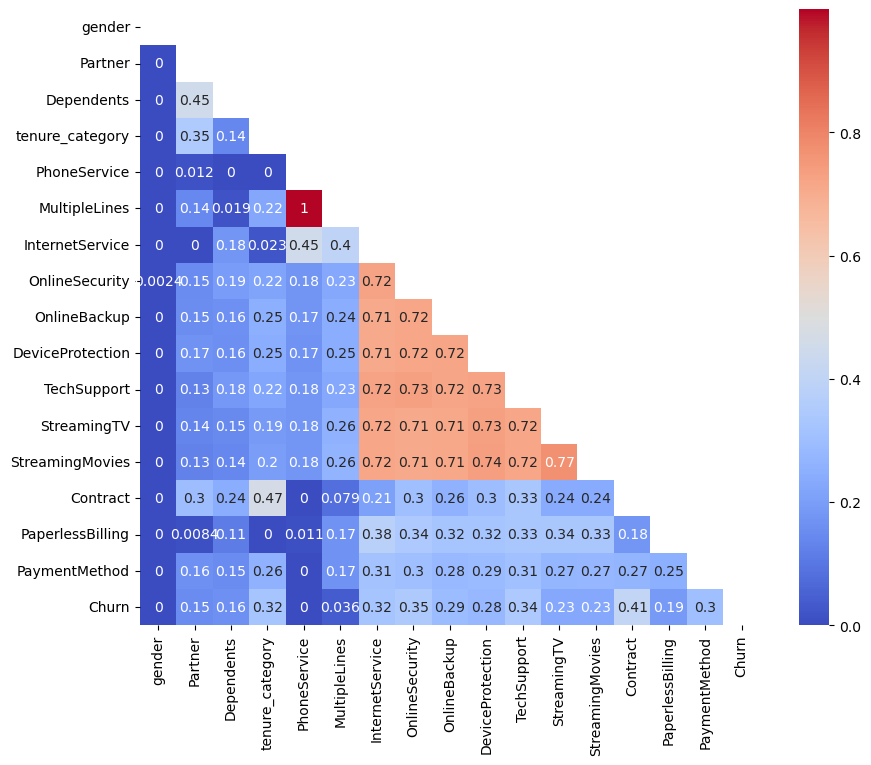 gender
Partner 0
Dependents 0 0.45
tenure_category 0 0.35 0.14
PhoneService 0 0.012 0 0
MultipleLines 0 0.14 0.019 0.22 1
InternetService 0 0 0.18 0.023 0.45 0.4
OnlineSecurity 0.0024 0.15 0.19 0.22 0.18 0.23 0.72
OnlineBackup 0 0.15 0.16 0.25 0.17 0.24 0.71 0.72
DeviceProtection 0 0.17 0.16 0.25 0.17 0.25 0.71 0.72 0.72
TechSupport 0 0.13 0.18 0.22 0.18 0.23 0.72 0.73 0.72 0.73
StreamingTV 0 0.14 0.15 0.19 0.18 0.26 0.72 0.71 0.71 0.73 0.72
StreamingMovies 0 0.13 0.14 0.2 0.18 0.26 0.72 0.71 0.71 0.74 0.72 0.77
Contract 0 0.3 0.24 0.47 0 0.079 0.21 0.3 0.26 0.3 0.33 0.24 0.24
PaperlessBilling 0 0.0084 0.11 0 0.011 0.17 0.38 0.34 0.32 0.32 0.33 0.34 0.33 0.18
PaymentMethod 0 0.16 0.15 0.26 0 0.17 0.31 0.3 0.28 0.29 0.31 0.27 0.27 0.27 0.25
Churn 0 0.15 0.16 0.32 0 0.036 0.32 0.35 0.29 0.28 0.34 0.23 0.23 0.41 0.19 0.3
gender
Partner
Dependents
tenure_category
PhoneService
MultipleLines
InternetService
OnlineSecurity
OnlineBackup
DeviceProtection
TechSupport
StreamingTV
StreamingMovies
Contract
PaperlessBilling
PaymentMethod
Churn
0.8
0.6
0.4
0.2
0.0